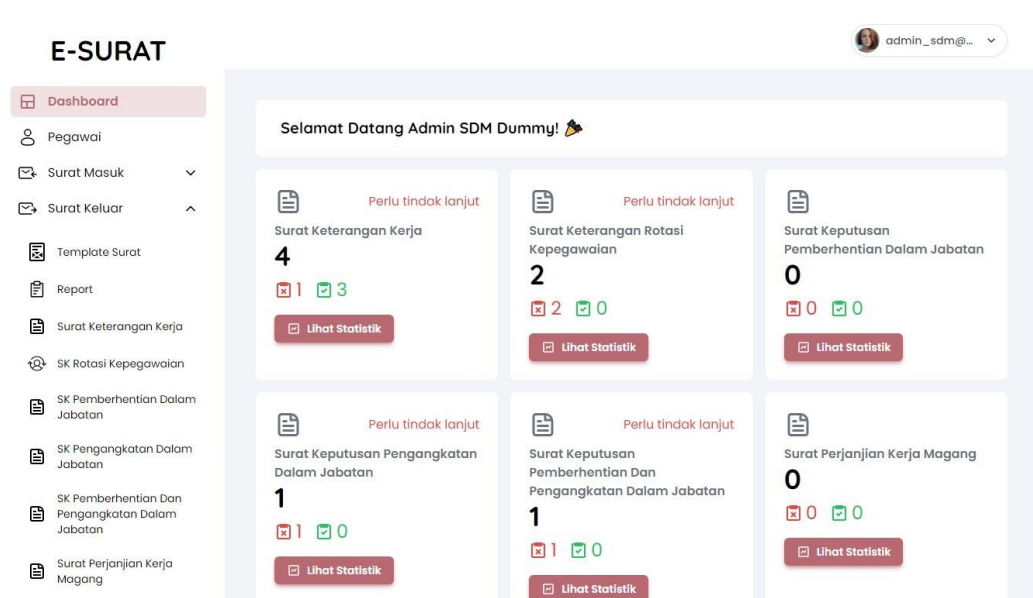 E-SURAT
admin_sdm@...
Dashboard
Pegawai
Surat Masuk
Surat Keluar
Template Surat
Report
Surat Keterangan Kerja
SK Rotasi Kepegawaian
SK Pemberhentian Dalam
Jabatan
SK Pengangkatan Dalam
Jabatan
SK Pemberhentian Dan
Pengangkatan Dalam
Jabatan
Surat Perjanjian Kerja
Magang
Selamat Datang Admin SDM Dummy!
Perlu tindak lanjut
Surat Keterangan Kerja
4
1 3
Lihat Statistik
Perlu tindak lanjut
Surat Keterangan Rotasi
Kepegawaian
2
2 0
Lihat Statistik
Surat Keputusan
Pemberhentian Dalam Jabatan
0
0 0
Lihat Statistik
Perlu tindak lanjut
Surat Keputusan Pengangkatan
Dalam Jabatan
1
1 0
Lihat Statistik
Perlu tindak lanjut
Surat Keputusan
Pemberhentian Dan
Pengangkatan Dalam Jabatan
1
1 0
Lihat Statistik
Surat Perjanjian Kerja Magang
0
0 0
Lihat Statistik